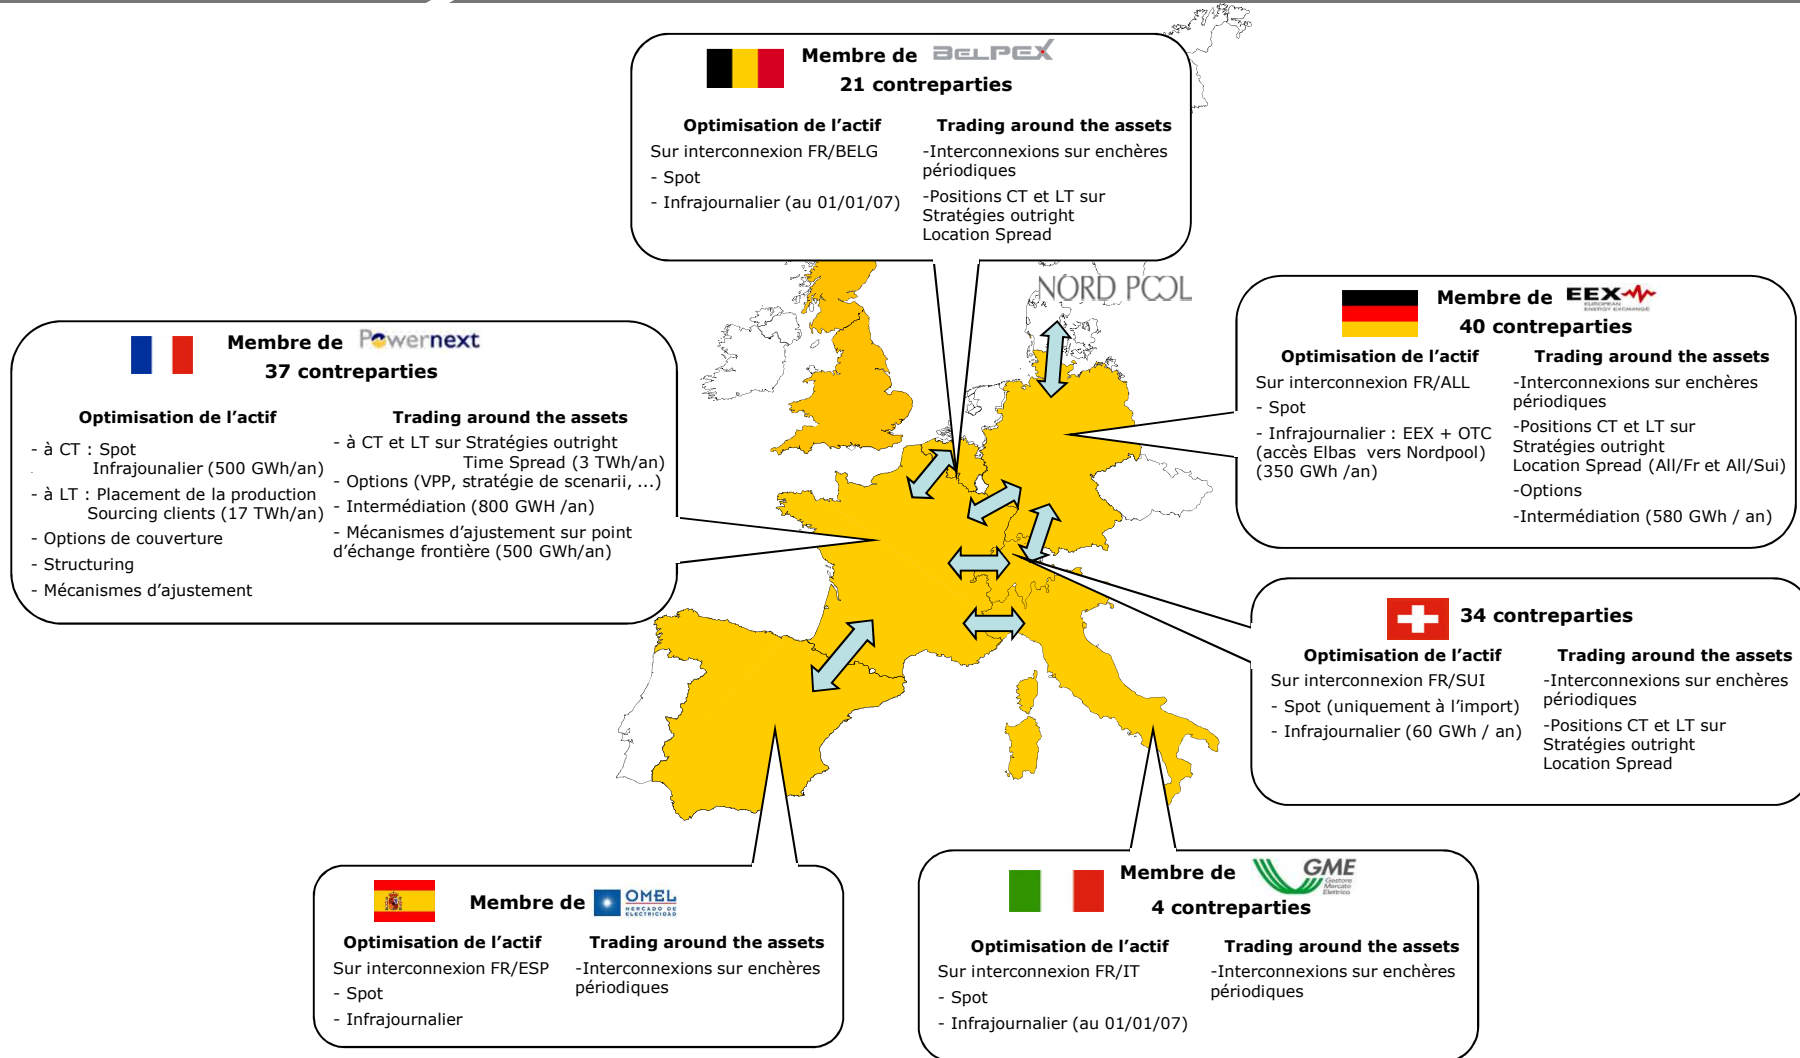 Membre de BELPEX
21 contreparties
Optimisation de l’actif
Sur interconnexion FR/BELG
- Spot
- Infrajournalier (au 01/01/07)
Trading around the assets
-Interconnexions sur enchères
périodiques
-Positions CT et LT sur
Stratégies outright
Location Spread
NORD POOL
Membre de Powernext
37 contreparties
Optimisation de l’actif
- à CT : Spot
Infrajounalier (500 GWh/an)
- à LT : Placement de la production
Sourcing clients (17 TWh/an)
- Options de couverture
- Structuring
- Mécanismes d’ajustement
Trading around the assets
- à CT et LT sur Stratégies outright
Time Spread (3 TWh/an)
- Options (VPP, stratégie de scenarii, ...)
- Intermédiation (800 GWH /an)
- Mécanismes d’ajustement sur point
d’échange frontière (500 GWh/an)
Membre de EEX
EUROPEAN
ENERGY EXCHANGE
40 contreparties
Optimisation de l’actif
Sur interconnexion FR/ALL
- Spot
- Infrajournalier : EEX + OTC
(accès Elbas vers Nordpool)
(350 GWh /an)
Trading around the assets
-Interconnexions sur enchères
périodiques
-Positions CT et LT sur
Stratégies outright
Location Spread (All/Fr et All/Sui)
-Options
-Intermédiation (580 GWh / an)
34 contreparties
Optimisation de l’actif
Sur interconnexion FR/SUI
- Spot (uniquement à l’import)
- Infrajournalier (60 GWh / an)
Trading around the assets
-Interconnexions sur enchères
périodiques
-Positions CT et LT sur
Stratégies outright
Location Spread
Membre de OMEL
MERCADO DE
ELECTRICIDAD
Optimisation de l’actif
Sur interconnexion FR/ESP
- Spot
- Infrajournalier
Trading around the assets
-Interconnexions sur enchères
périodiques
Membre de GME
Gestore
Mercato
Elettrico
4 contreparties
Optimisation de l’actif
Sur interconnexion FR/IT
- Spot
- Infrajournalier (au 01/01/07)
Trading around the assets
-Interconnexions sur enchères
périodiques